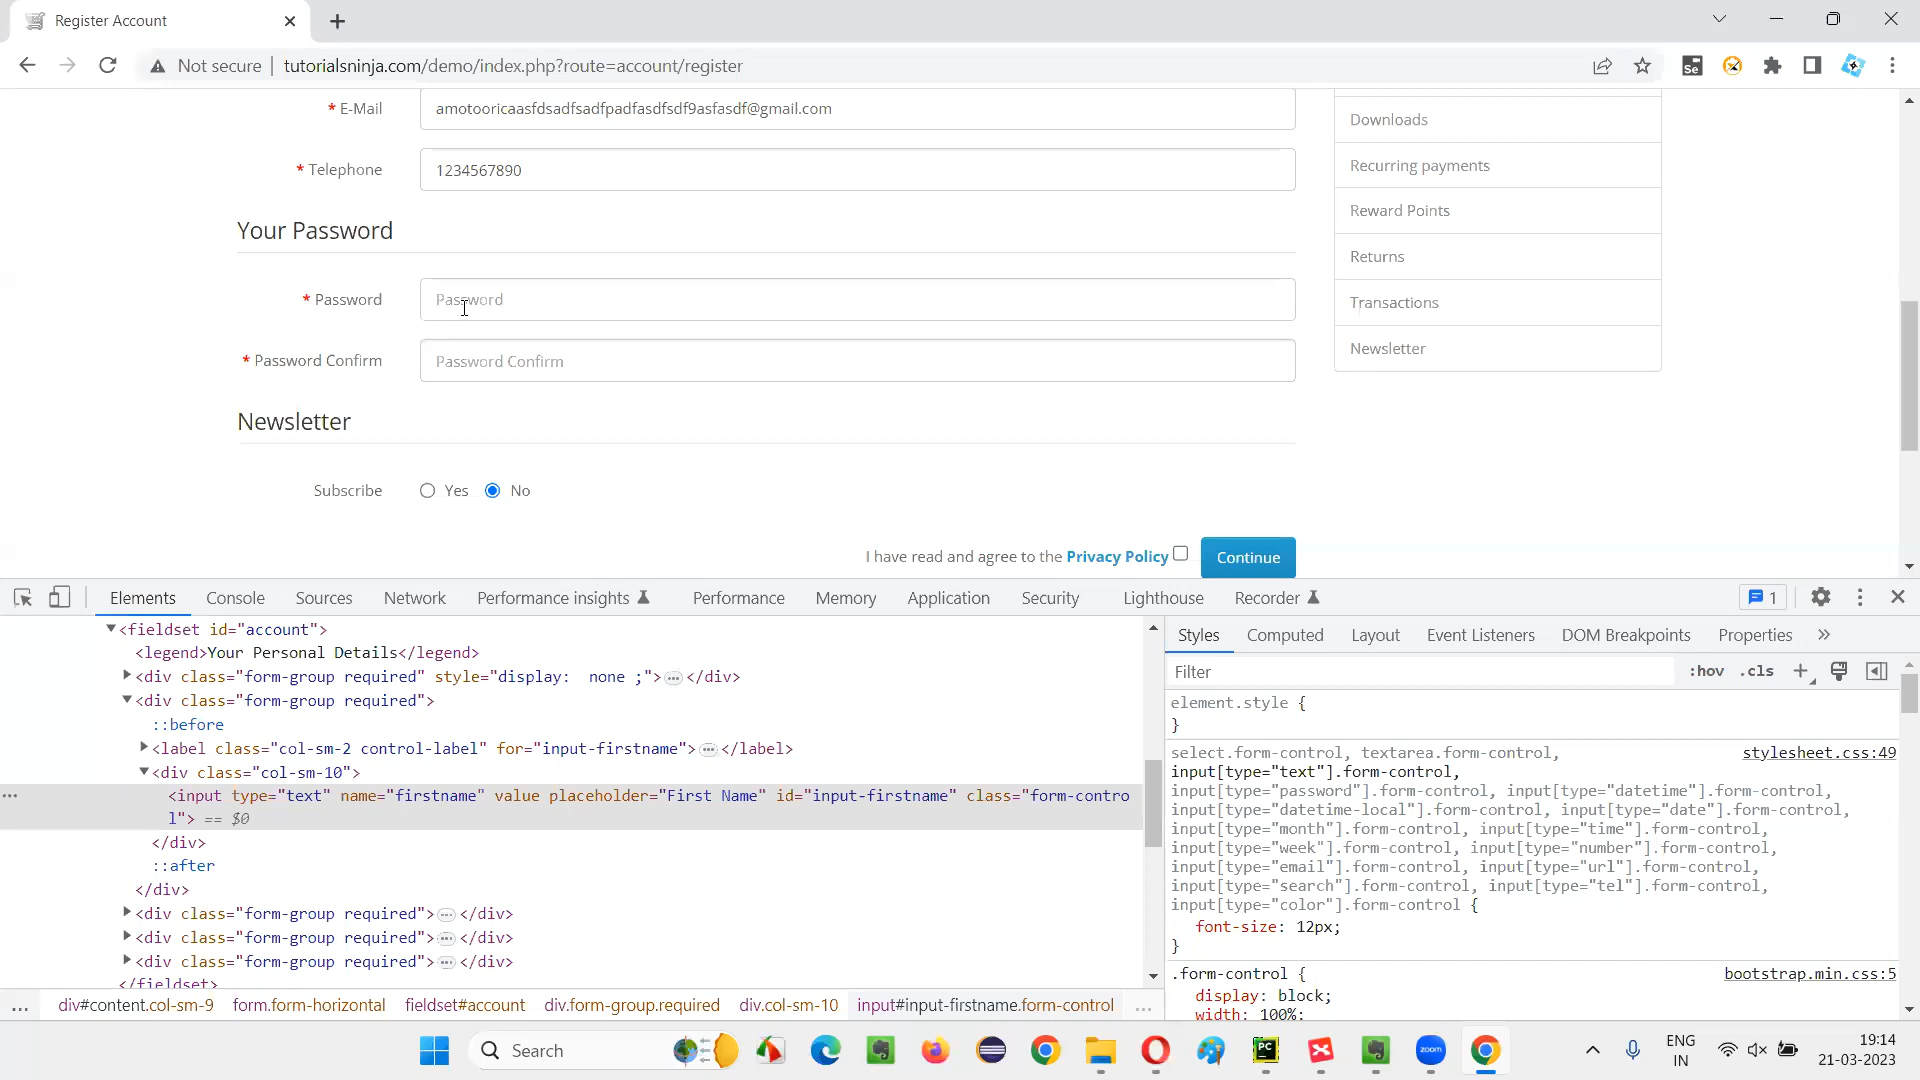 Register Account
Not secure
tutorialsninja.com/demo/index.php?route=account/register
* E-Mail
amotooricaasfdsadfsadfpadfasdfsdf9asfasdf@gmail.com
* Telephone
1234567890
Your Password
* Password
Password
* Password Confirm
Password Confirm
Newsletter
Subscribe
Yes
No
I have read and agree to the Privacy Policy
Continue
Downloads
Recurring payments
Reward Points
Returns
Transactions
Newsletter
Elements Console Sources Network Performance insights Performance Memory Application Security Lighthouse Recorder 1
<fieldset id="account">
<legend>Your Personal Details</legend>
<div class="form-group required" style="display: none ;">…</div>
<div class="form-group required">
::before
<label class="col-sm-2 control-label" for="input-firstname">…</label>
<div class="col-sm-10">
<input type="text" name="firstname" value placeholder="First Name" id="input-firstname" class="form-contro
l"> == $0
</div>
::after
</div>
<div class="form-group required">…</div>
<div class="form-group required">…</div>
<div class="form-group required">…</div>
</fieldset>
... div#content.col-sm-9 form.form-horizontal fieldset#account div.form-group.required div.col-sm-10 input#input-firstname.form-control ...
Styles Computed Layout Event Listeners DOM Breakpoints Properties »
Filter
:hov .cls +
element.style {
}
select.form-control, textarea.form-control,
stylesheet.css:49
input[type="text"].form-control,
input[type="password"].form-control, input[type="datetime"].form-control,
input[type="datetime-local"].form-control, input[type="date"].form-control,
input[type="month"].form-control, input[type="time"].form-control,
input[type="week"].form-control, input[type="number"].form-control,
input[type="email"].form-control, input[type="url"].form-control,
input[type="search"].form-control, input[type="tel"].form-control,
input[type="color"].form-control {
font-size: 12px;
}
.form-control {
bootstrap.min.css:5
display: block;
width: 100%;
Search
PC
zoom
ENG
IN
19:14
21-03-2023
Se